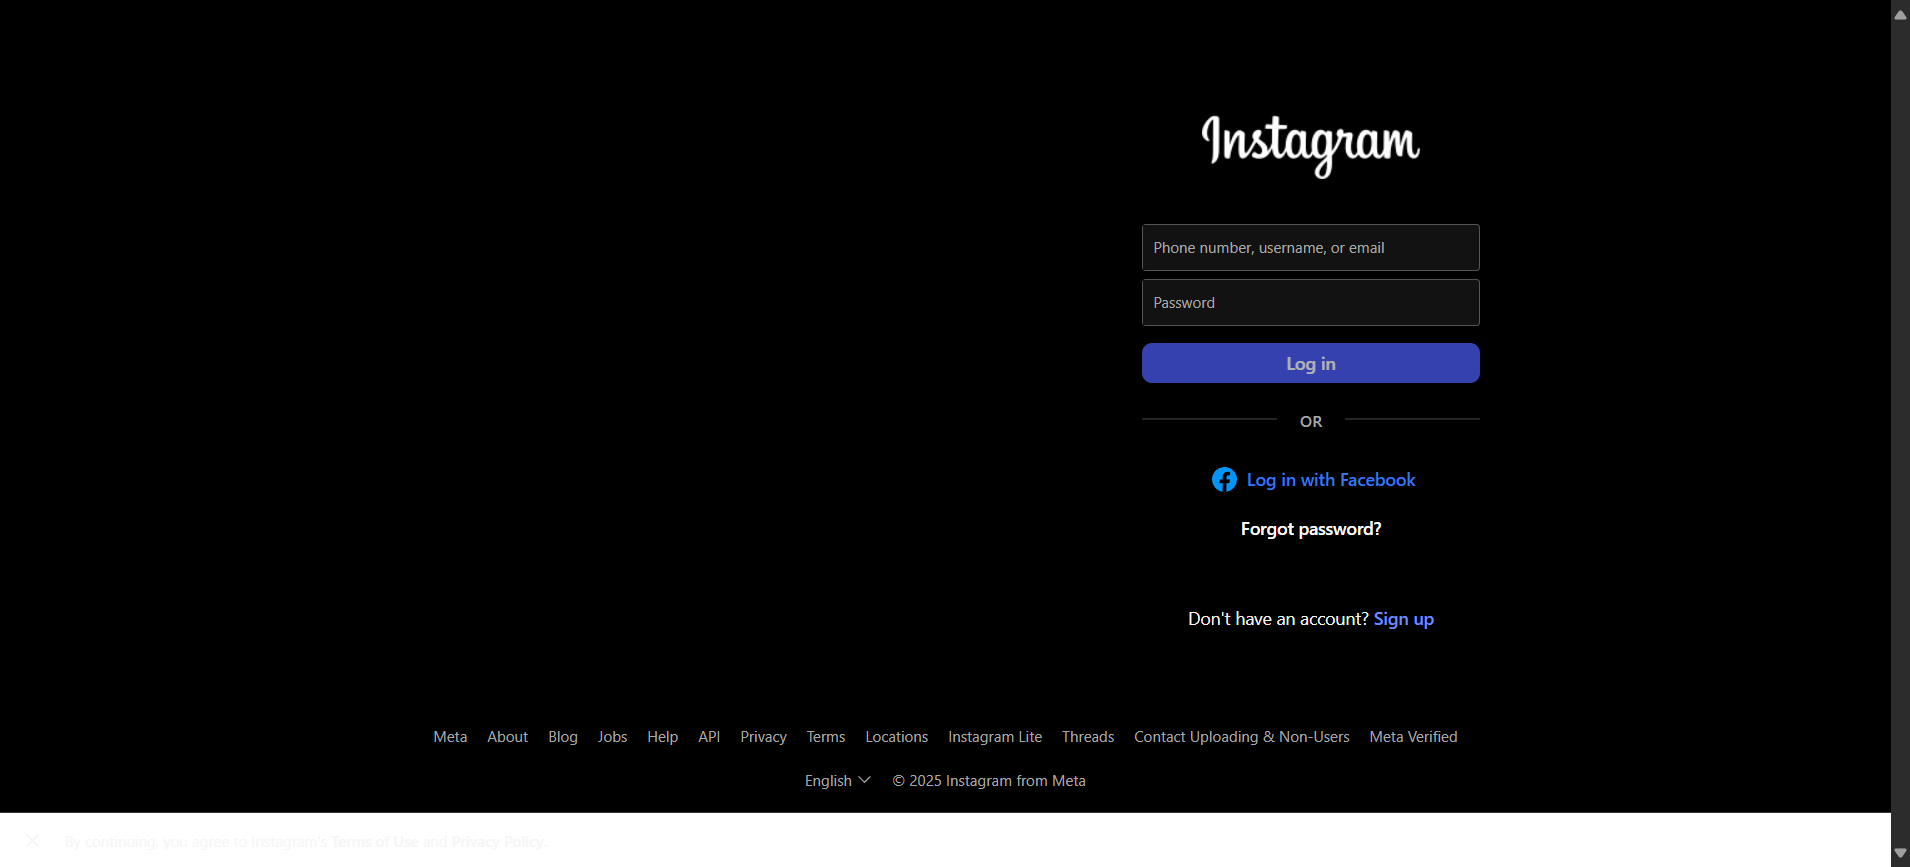 Instagram
Phone number, username, or email
Password
Log in
OR
Log in with Facebook
Forgot password?
Don't have an account? Sign up
Meta About Blog Jobs Help API Privacy Terms Locations Instagram Lite Threads Contact Uploading & Non-Users Meta Verified
English © 2025 Instagram from Meta
By continuing, you agree to Instagram's Terms of Use and Privacy Policy.